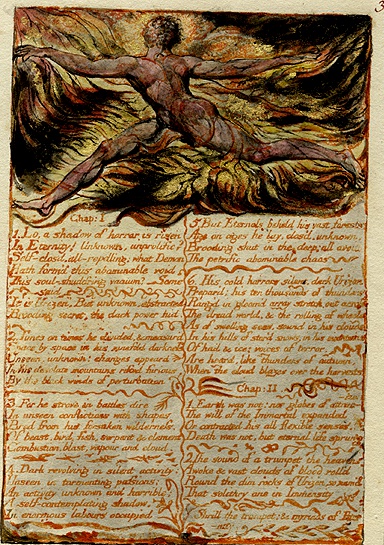 3
Chap: I
1. Lo, a shadow of horror is risen
In Eternity! Unknown, unprolific?
Self-closd, all-repelling; what Demon
Hath form'd this abominable void
This soul-shudd'ring vacuum? — Some
said
It is Urizen, But unknown, abstracted
Brooding secret, the dark power hid.
2. Times on times he divided, & measur'd
Space by space in his ninefold darkness
Unseen, unknown: changes appeard
In his desolate mountains rifted furious
By the black winds of perturbation
3. For he strove in battles dire
In unseen conflictions with shapes
Bred from his forsaken wilderness,
Of beast, bird, fish, serpent & element
Combustion, blast, vapour and cloud.
4. Dark revolving in silent activity:
Unseen in tormenting passions;
An activity unknown and horrible;
A self-contemplating shadow,
In enormous labours occupied
5. But Eternals beheld his vast forests
Age on ages he lay, clos'd, unknown,
Brooding shut in the deep; all avoid
The petrific abominable chaos
6. His cold horrors silent, dark Urizen
Prepar'd: his ten thousands of thunders
Rang'd in gloom'd array stretch out across
The dread world, & the rolling of wheels
As of swelling seas, sound in his clouds
In his hills of stor'd snows, in his mountains
Of hail & ice; voices of terror,
Are heard, like thunders of autumn,
When the cloud blazes over the harvests
Chap: II
1. Earth was not: nor globes of attraction
The will of the Immortal expanded
Or contracted his all flexible senses.
Death was not, but eternal life sprung
2. The sound of a trumpet the heavens
Awoke & vast clouds of blood roll'd
Round the dim rocks of Urizen, so nam'd
That solitary one in Immensity
3. Shrill the trumpet: & myriads of Eter-
nity